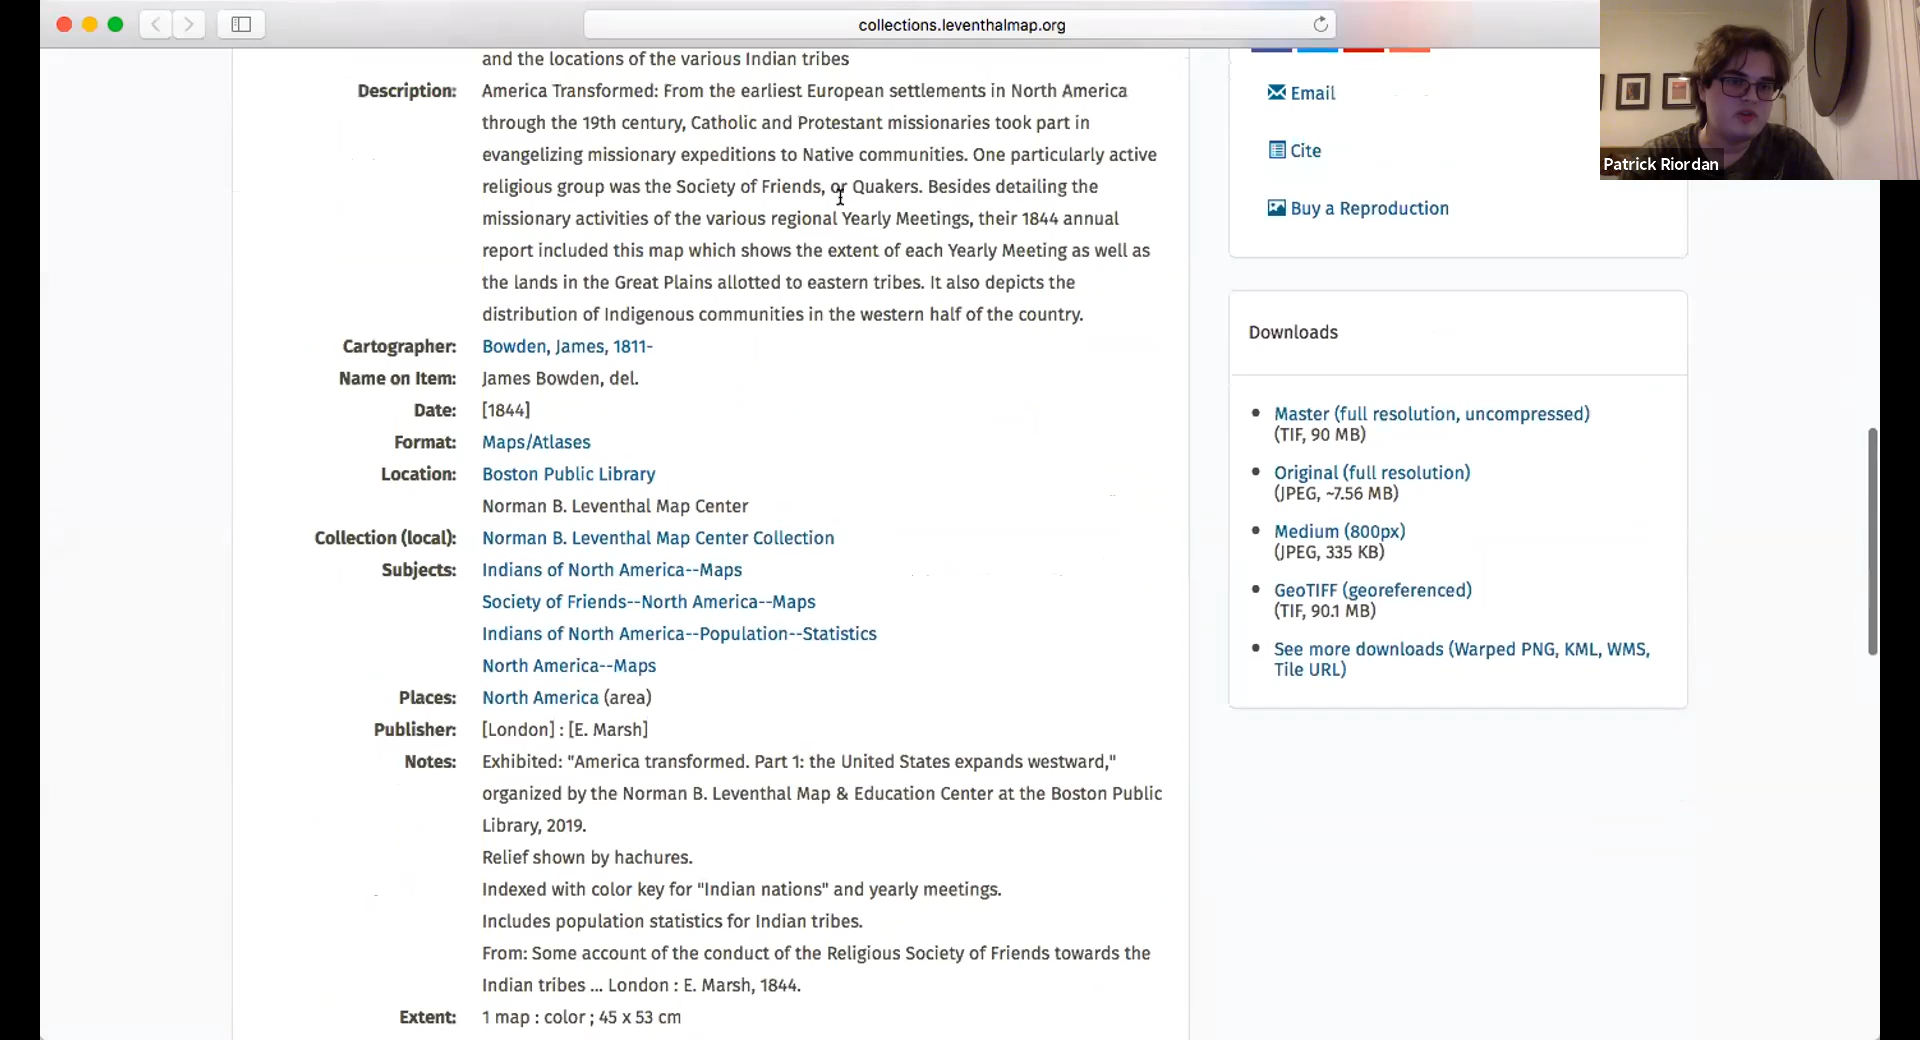 collections.leventhalmap.org
and the locations of the various Indian tribes
Description: America Transformed: From the earliest European settlements in North America
through the 19th century, Catholic and Protestant missionaries took part in
evangelizing missionary expeditions to Native communities. One particularly active
religious group was the Society of Friends, or Quakers. Besides detailing the
missionary activities of the various regional Yearly Meetings, their 1844 annual
report included this map which shows the extent of each Yearly Meeting as well as
the lands in the Great Plains allotted to eastern tribes. It also depicts the
distribution of Indigenous communities in the western half of the country.
Cartographer: Bowden, James, 1811-
Name on Item: James Bowden, del.
Date: [1844]
Format: Maps/Atlases
Location: Boston Public Library
Norman B. Leventhal Map Center
Collection (local): Norman B. Leventhal Map Center Collection
Subjects: Indians of North America--Maps
Society of Friends--North America--Maps
Indians of North America--Population--Statistics
North America--Maps
Places: North America (area)
Publisher: [London] : [E. Marsh]
Notes: Exhibited: "America transformed. Part 1: the United States expands westward,"
organized by the Norman B. Leventhal Map & Education Center at the Boston Public
Library, 2019.
Relief shown by hachures.
Indexed with color key for "Indian nations" and yearly meetings.
Includes population statistics for Indian tribes.
From: Some account of the conduct of the Religious Society of Friends towards the
Indian tribes ... London : E. Marsh, 1844.
Extent: 1 map : color ; 45 x 53 cm
Email
Cite
Buy a Reproduction
Downloads
Master (full resolution, uncompressed)
(TIF, 90 MB)
Original (full resolution)
(JPEG, ~7.56 MB)
Medium (800px)
(JPEG, 335 KB)
GeoTIFF (georeferenced)
(TIF, 90.1 MB)
See more downloads (Warped PNG, KML, WMS,
Tile URL)
Patrick Riordan